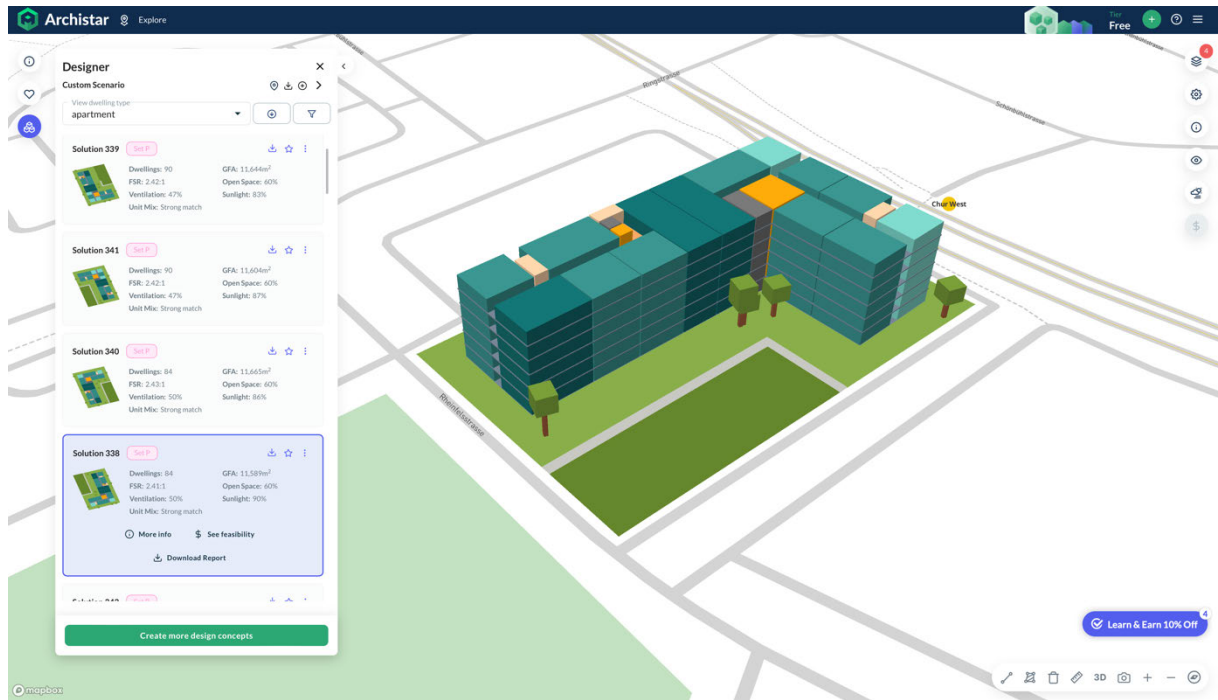 Archistar
Explore
Tier
Free
Designer
Custom Scenario
View dwelling type
apartment
Solution 339 Set P
Dwellings: 90 GFA: 11,644m²
FSR: 2.42:1 Open Space: 60%
Ventilation: 47% Sunlight: 83%
Unit Mix: Strong match
Solution 341 Set P
Dwellings: 90 GFA: 11,604m²
FSR: 2.42:1 Open Space: 60%
Ventilation: 47% Sunlight: 87%
Unit Mix: Strong match
Solution 340 Set P
Dwellings: 84 GFA: 11,665m²
FSR: 2.43:1 Open Space: 60%
Ventilation: 50% Sunlight: 86%
Unit Mix: Strong match
Solution 338 Set P
Dwellings: 84 GFA: 11,589m²
FSR: 2.41:1 Open Space: 60%
Ventilation: 50% Sunlight: 90%
Unit Mix: Strong match
More info $ See feasibility
Download Report
Create more design concepts
Ringstrasse
Schönbühlstrasse
Chur West
Rheinfelsstrasse
4
$
4
Learn & Earn 10% Off
3D
mapbox